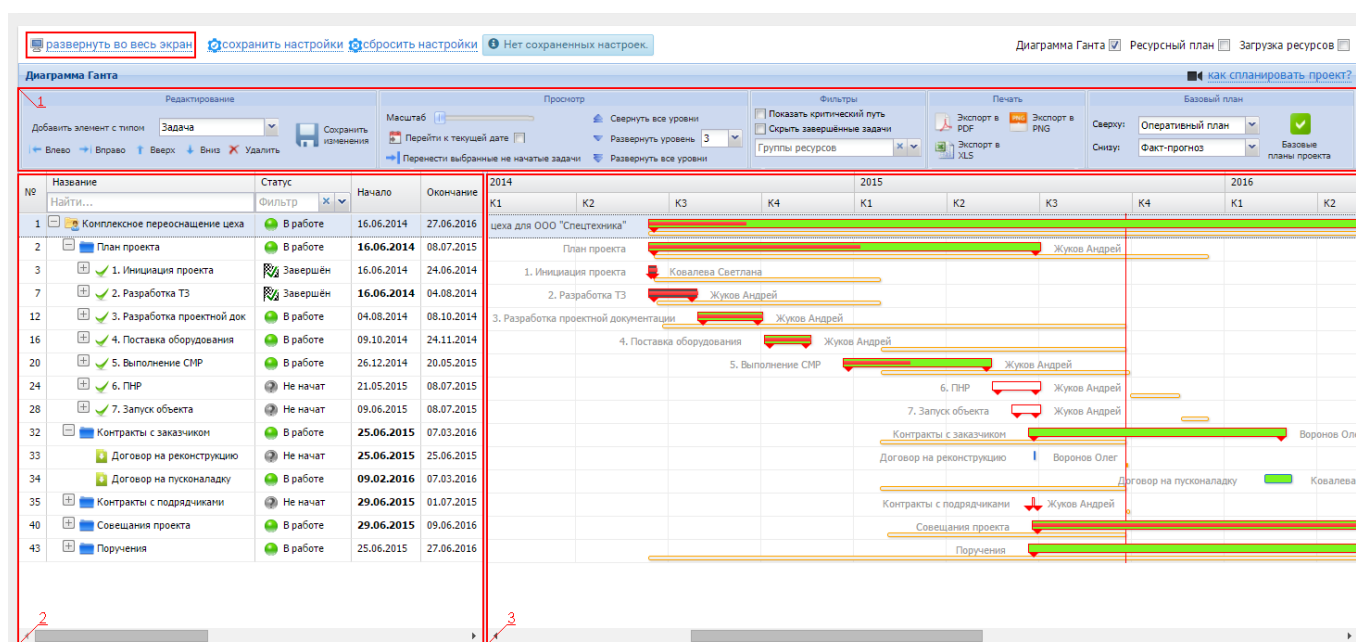 развернуть во весь экран сохранить настройки сбросить настройки Нет сохраненных настроек. Диаграмма Ганта Ресурсный план Загрузка ресурсов
Диаграмма Ганта как спланировать проект?
1 Редактирование Просмотр Фильтры Печать Базовый план
Добавить элемент с типом Задача Сохранить изменения
Влево Вправо Вверх Вниз Удалить
Масштаб Свернуть все уровни
Перейти к текущей дате Развернуть уровень 3
Перенести выбранные не начатые задачи Развернуть все уровни
Показать критический путь
Скрыть завершённые задачи
Группы ресурсов
Экспорт в PDF PNG Экспорт в PNG
Экспорт в XLS
Сверху: Оперативный план
Снизу: Факт-прогноз Базовые планы проекта
№ Название Статус Начало Окончание 2014 2015 2016
Найти... Фильтр К1 К2 К3 К4 К1 К2 К3 К4 К1 К2
1 Комплексное переоснащение цеха В работе 16.06.2014 27.06.2016 цеха для ООО "Спецтехника"
2 План проекта В работе 16.06.2014 08.07.2015 План проекта Жуков Андрей
3 1. Инициация проекта Завершён 16.06.2014 24.06.2014 1. Инициация проекта Ковалева Светлана
7 2. Разработка ТЗ Завершён 16.06.2014 04.08.2014 2. Разработка ТЗ Жуков Андрей
12 3. Разработка проектной док В работе 04.08.2014 08.10.2014 3. Разработка проектной документации Жуков Андрей
16 4. Поставка оборудования В работе 09.10.2014 24.11.2014 4. Поставка оборудования Жуков Андрей
20 5. Выполнение СМР В работе 26.12.2014 20.05.2015 5. Выполнение СМР Жуков Андрей
24 6. ПНР Не начат 21.05.2015 08.07.2015 6. ПНР Жуков Андрей
28 7. Запуск объекта Не начат 09.06.2015 08.07.2015 7. Запуск объекта Жуков Андрей
32 Контракты с заказчиком В работе 25.06.2015 07.03.2016 Контракты с заказчиком Воронов Оле
33 Договор на реконструкцию Не начат 25.06.2015 25.06.2015 Договор на реконструкцию Воронов Олег
34 Договор на пусконаладку В работе 09.02.2016 07.03.2016 Договор на пусконаладку Ковалева
35 Контракты с подрядчиками Не начат 29.06.2015 01.07.2015 Контракты с подрядчиками Жуков Андрей
40 Совещания проекта В работе 29.06.2015 09.06.2016 Совещания проекта
43 Поручения В работе 25.06.2015 27.06.2016 Поручения
2 3